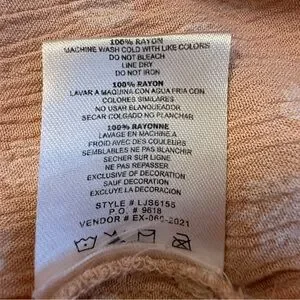 100% RAYON
MACHINE WASH COLD WITH LIKE COLORS
DO NOT BLEACH
LINE DRY
DO NOT IRON
100% RAYON
LAVAR A MAQUINA CON AGUA FRIA CON
COLORES SIMILARES
NO USAR BLANQUEADOR
SECAR COLGADO NO PLANCHAR
100% RAYONNE
LAVAGE EN MACHINE A
FROID AVEC DES COULEURS
SEMBLABLES NE PAS BLANCHIR
SECHER SUR LIGNE
NE PAS REPASSER
EXCLUSIVE OF DECORATION
SAUF DECORATION
EXCLUYE LA DECORACION
STYLE # LJS6155
P.O. # 9618
VENDOR # EX-060-2021